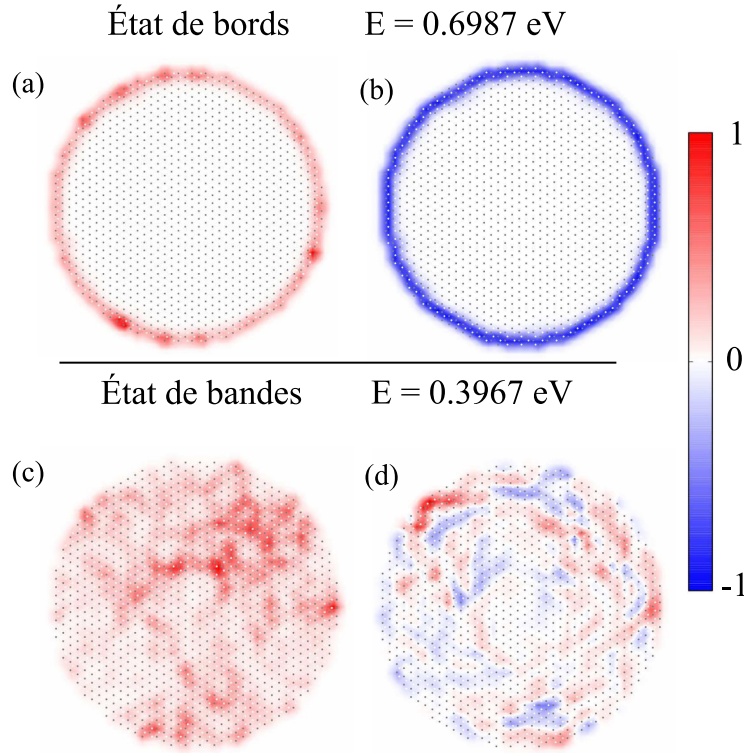 État de bords E = 0.6987 eV
(a) (b)
1
0
État de bandes E = 0.3967 eV
(c) (d)
-1